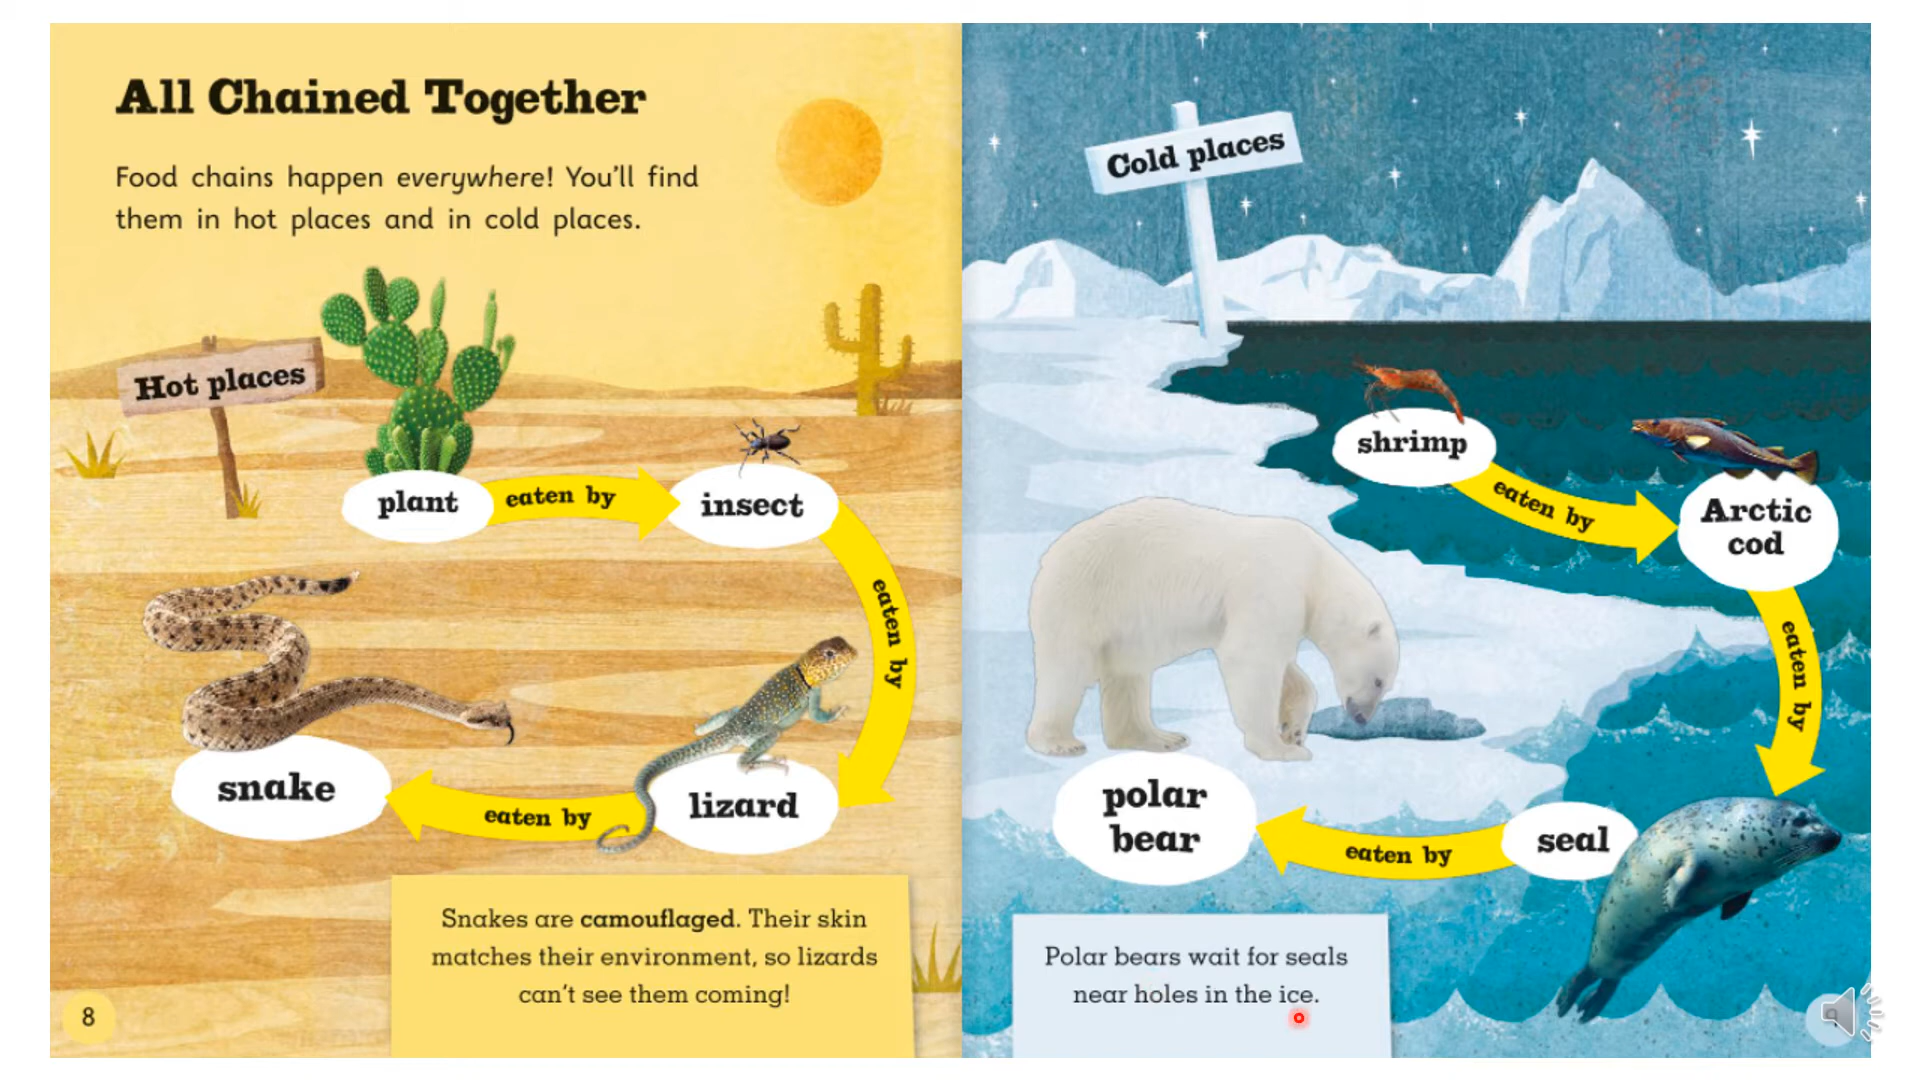 All Chained Together
Food chains happen everywhere! You'll find
them in hot places and in cold places.
Hot places
plant
eaten by
insect
eaten by
lizard
eaten by
snake
Snakes are camouflaged. Their skin
matches their environment, so lizards
can't see them coming!
8
Cold places
shrimp
eaten by
Arctic
cod
eaten by
seal
eaten by
polar
bear
Polar bears wait for seals
near holes in the ice.